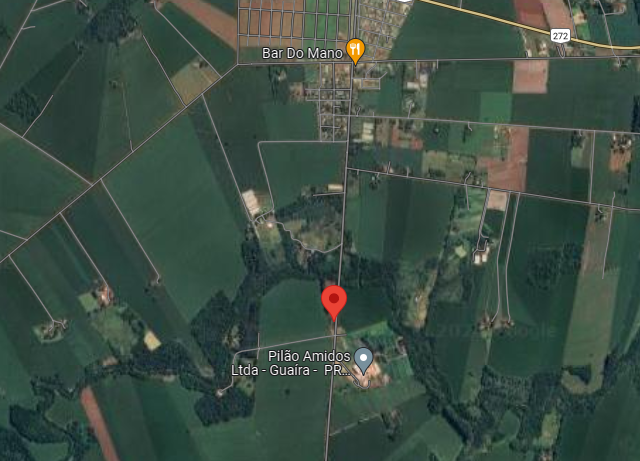 272
Bar Do Mano
Pilão Amidos
Ltda - Guaíra - PR...